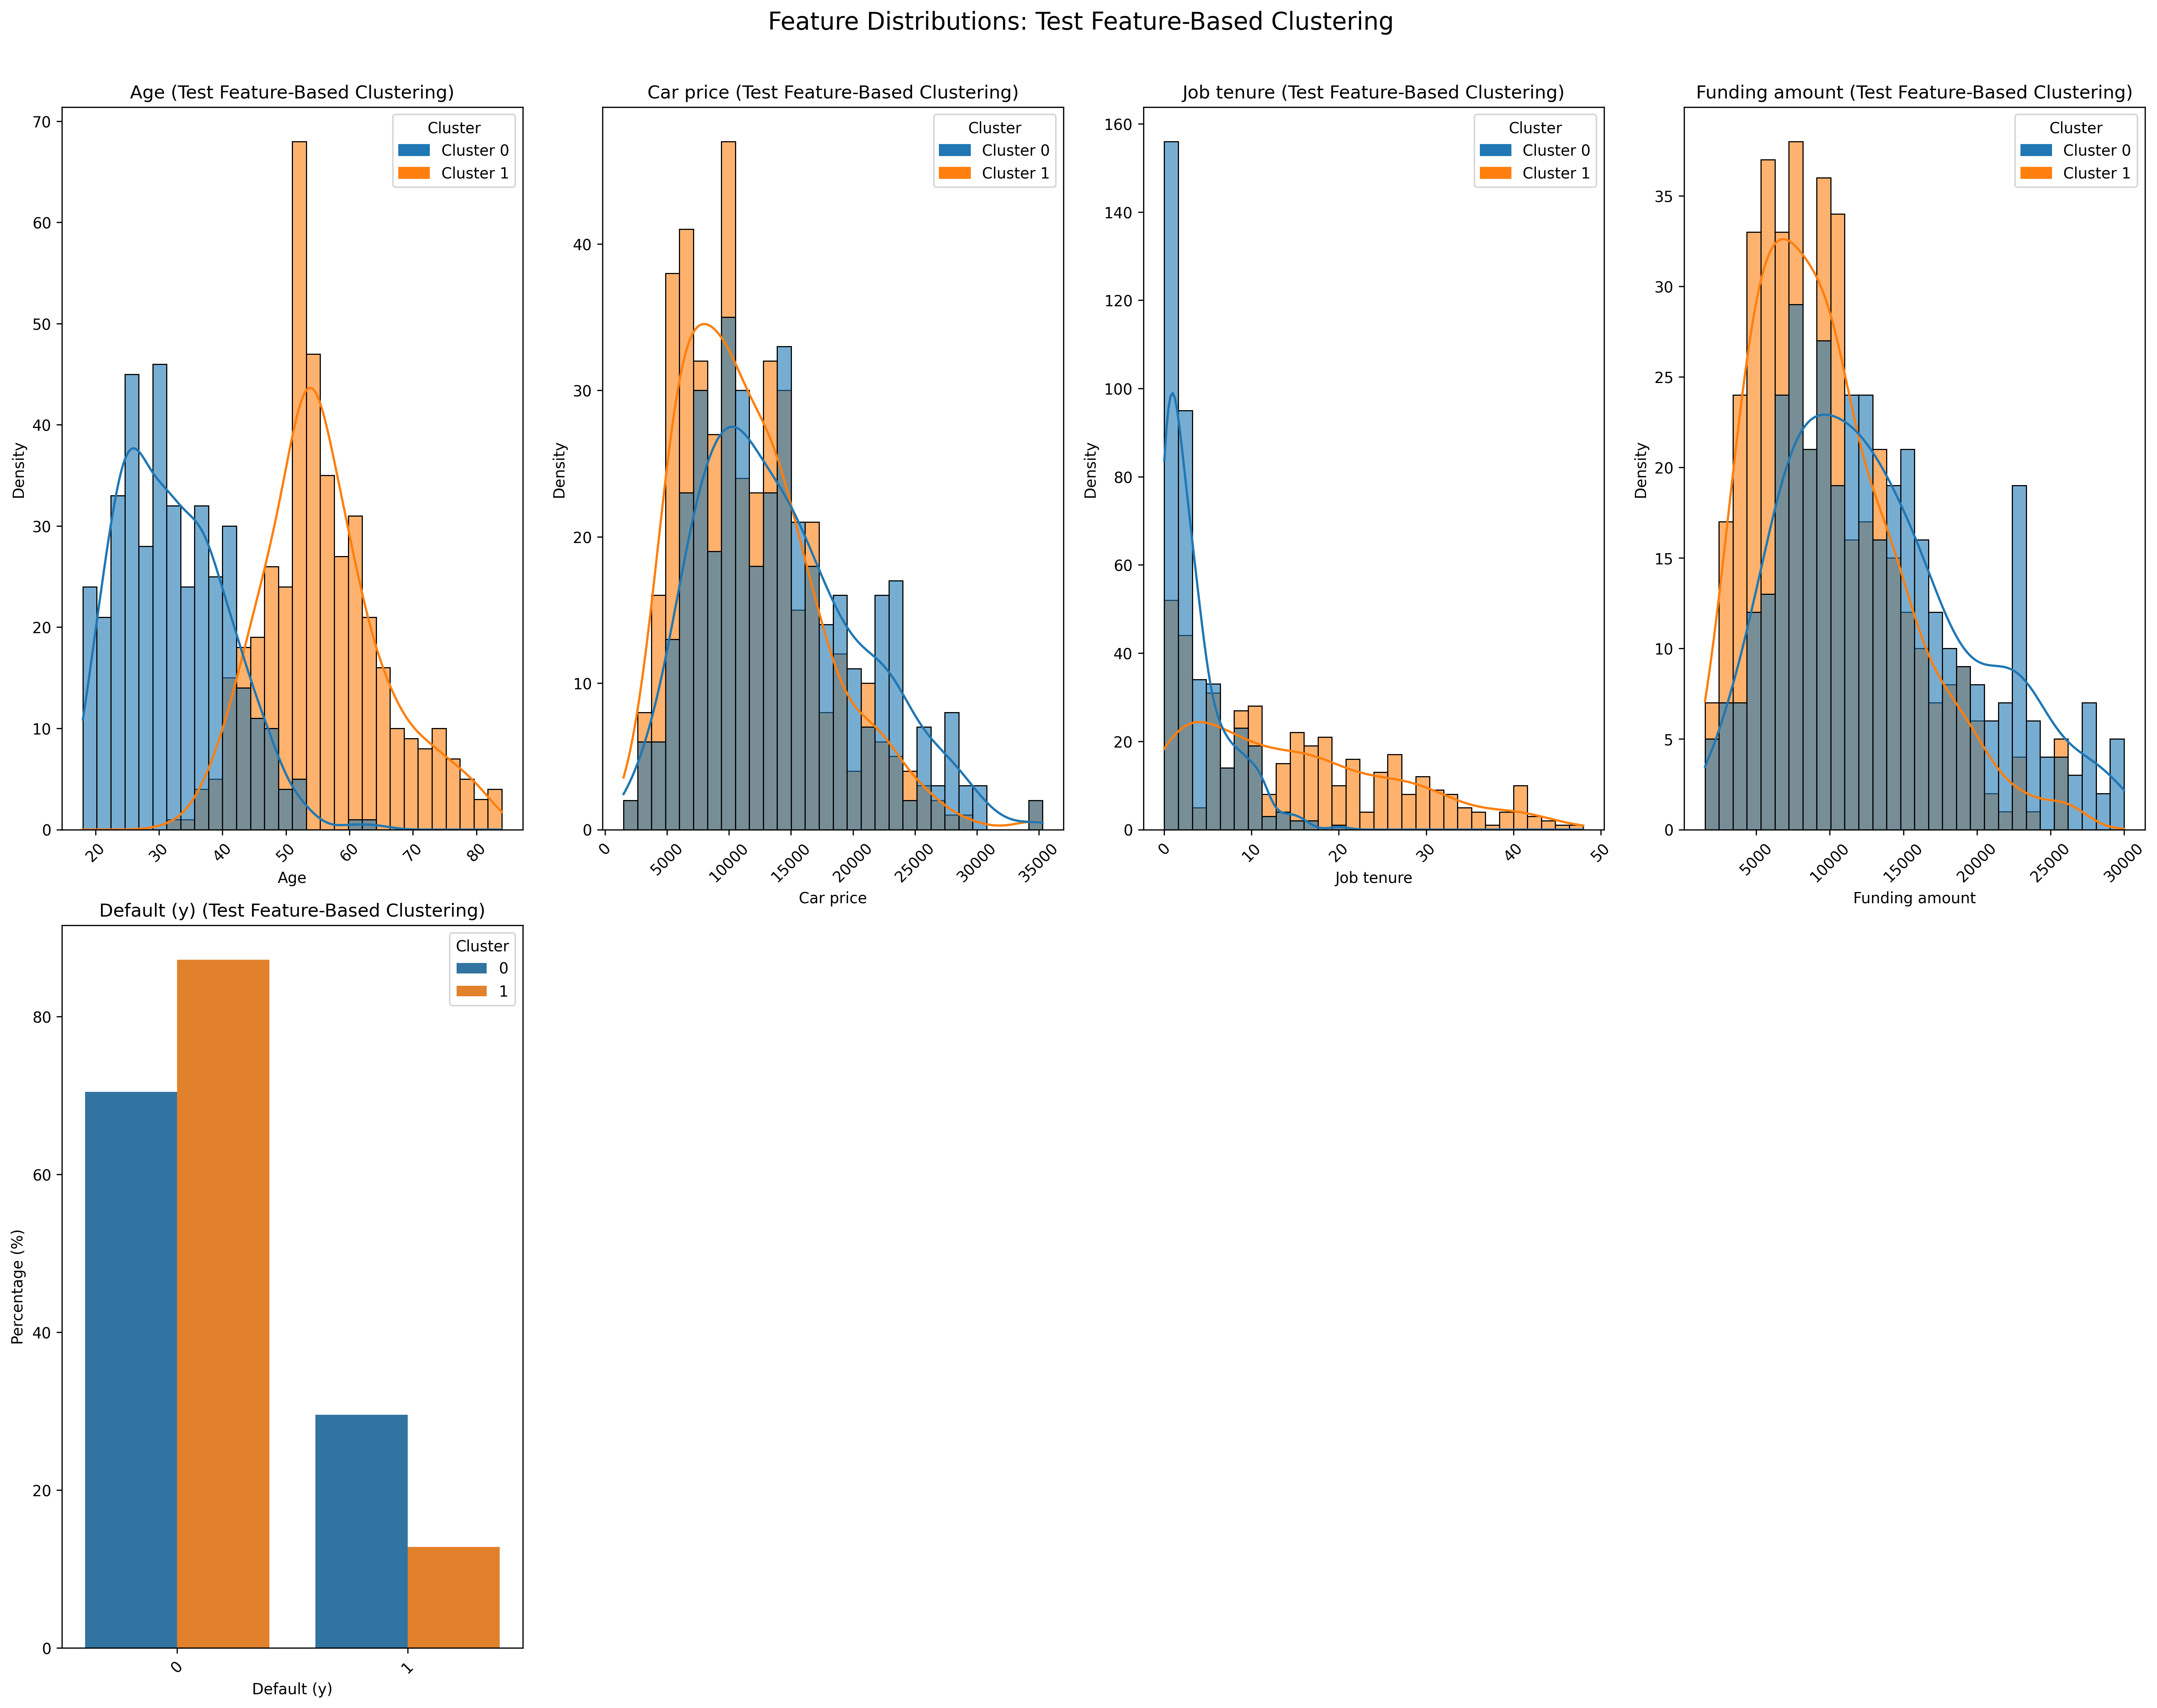 Feature Distributions: Test Feature-Based Clustering
Age (Test Feature-Based Clustering)
Density
70
60
50
40
30
20
10
0
20
30
40
50
60
70
80
Age
Cluster
Cluster 0
Cluster 1
Car price (Test Feature-Based Clustering)
Density
40
30
20
10
0
0
5000
10000
15000
20000
25000
30000
35000
Car price
Cluster
Cluster 0
Cluster 1
Job tenure (Test Feature-Based Clustering)
Density
160
140
120
100
80
60
40
20
0
0
10
20
30
40
50
Job tenure
Cluster
Cluster 0
Cluster 1
Funding amount (Test Feature-Based Clustering)
Density
35
30
25
20
15
10
5
0
5000
10000
15000
20000
25000
30000
Funding amount
Cluster
Cluster 0
Cluster 1
Default (y) (Test Feature-Based Clustering)
Percentage (%)
80
60
40
20
0
0
1
Default (y)
Cluster
0
1